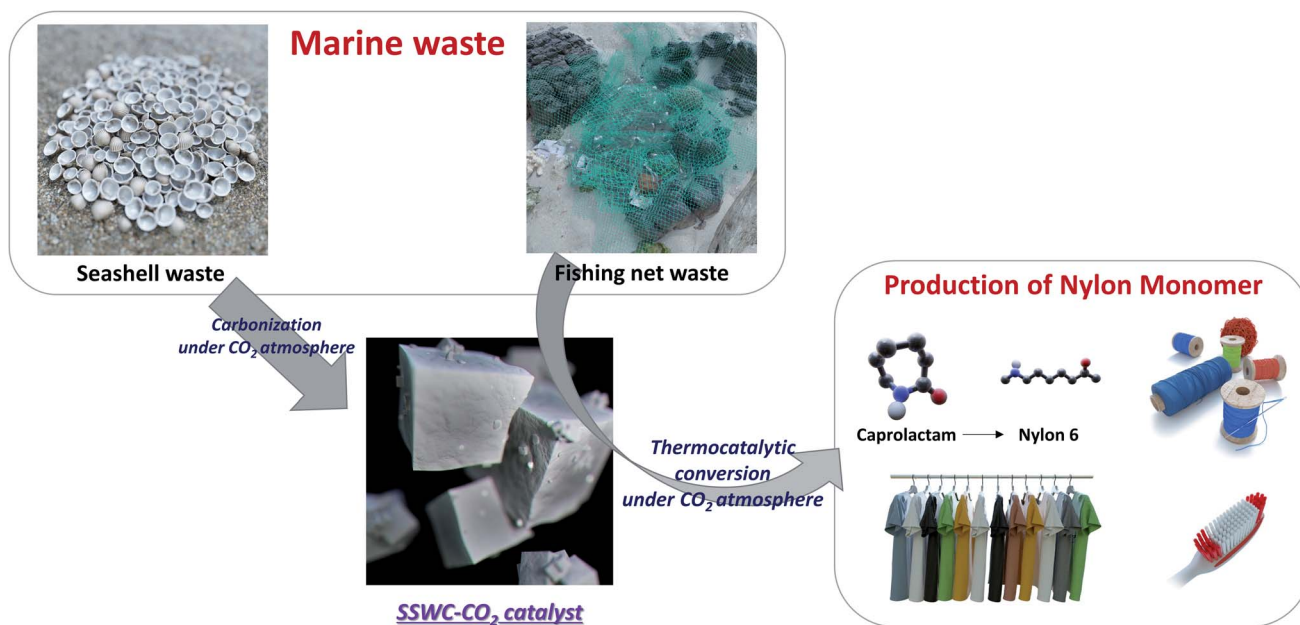 Marine waste
Seashell waste
Fishing net waste
Carbonization
under CO₂ atmosphere
Production of Nylon Monomer
Caprolactam → Nylon 6
Thermocatalytic
conversion
under CO₂ atmosphere
SSWC-CO₂ catalyst